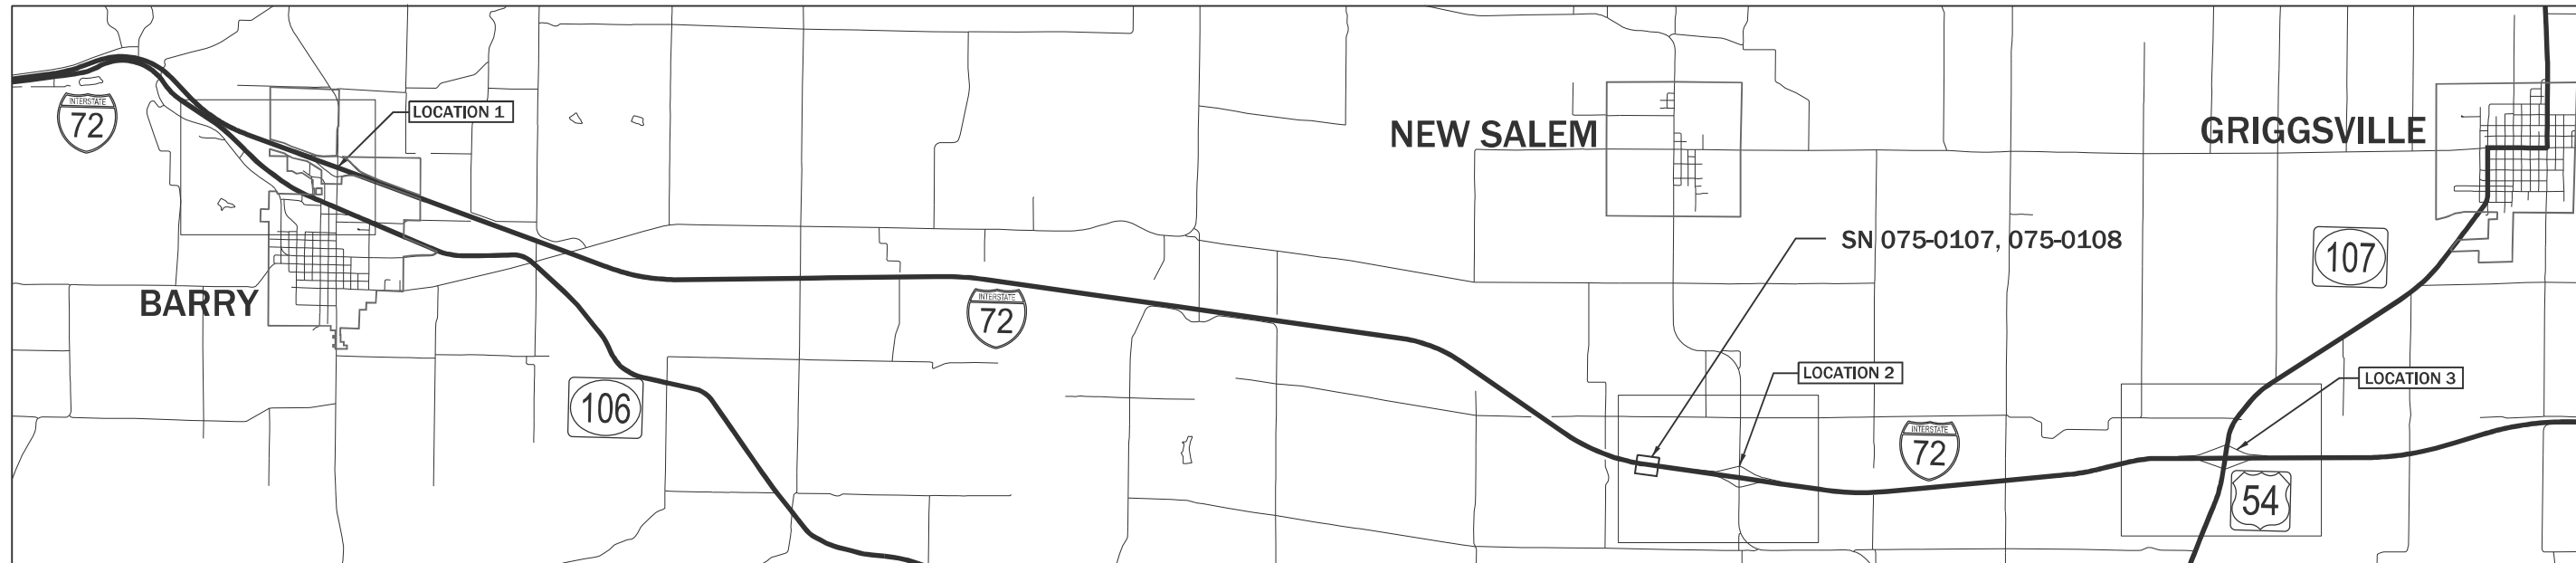 INTERSTATE
72
LOCATION 1
BARRY
106
INTERSTATE
72
NEW SALEM
SN 075-0107, 075-0108
LOCATION 2
INTERSTATE
72
GRIGGSVILLE
107
LOCATION 3
54